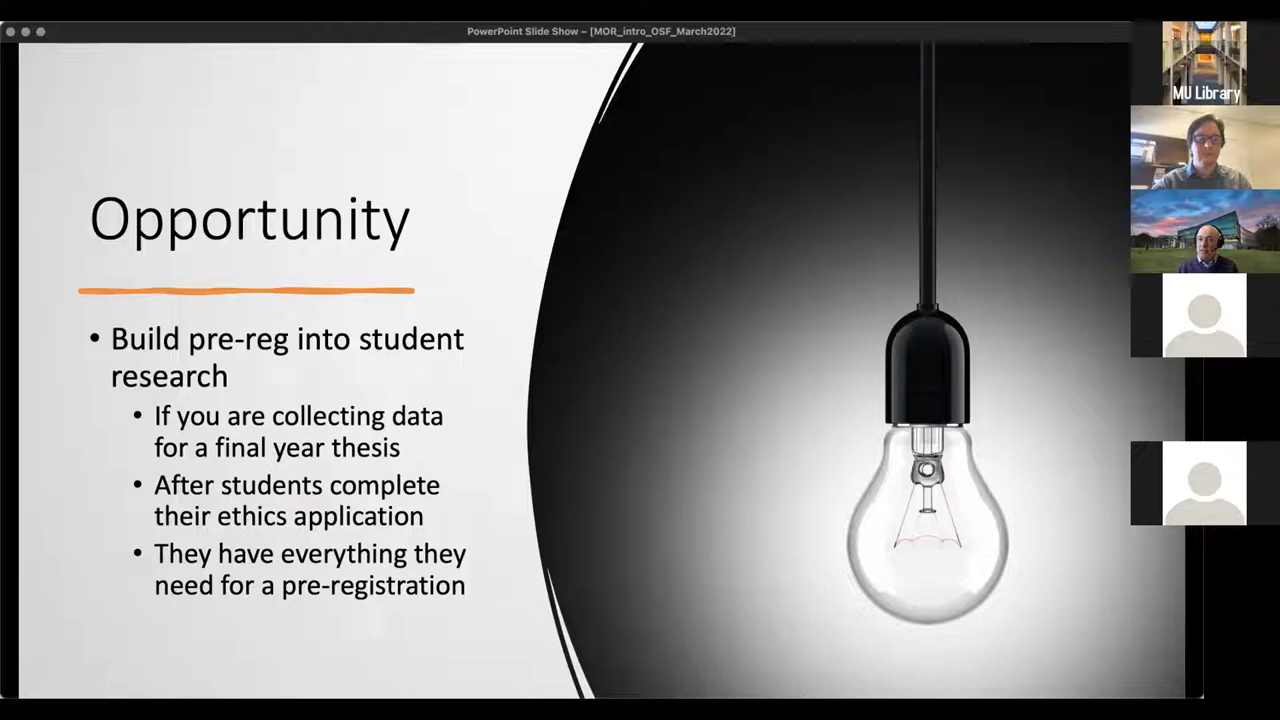 PowerPoint Slide Show – [MOR_intro_OSF_March2022]
MU Library
Opportunity
• Build pre-reg into student
research
• If you are collecting data
for a final year thesis
• After students complete
their ethics application
• They have everything they
need for a pre-registration